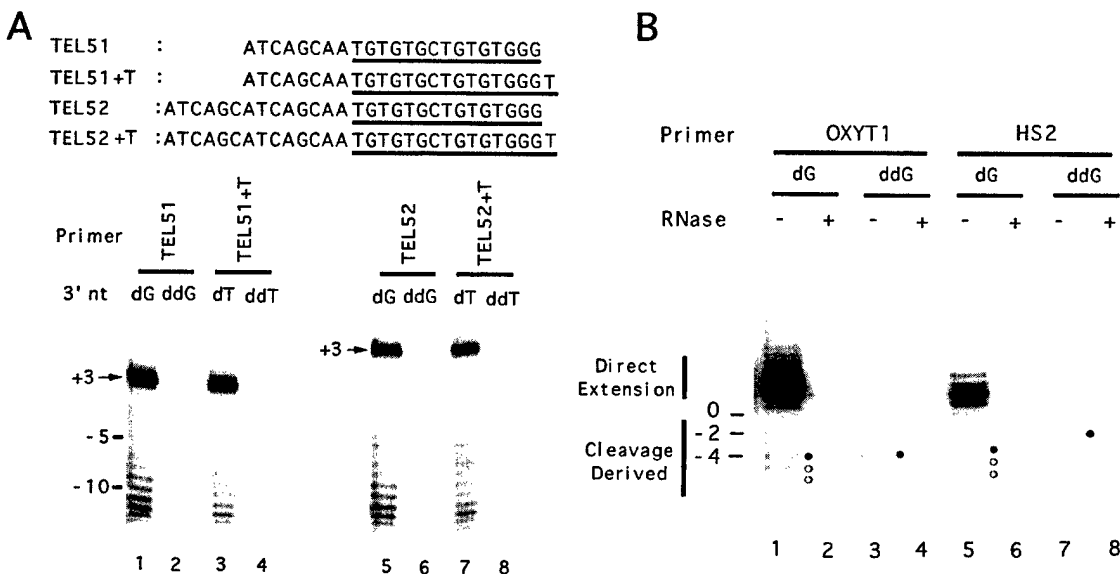 A
TEL51 : ATCAGCAATGTGTGCTGTGTGGG
TEL51+T : ATCAGCAATGTGTGCTGTGTGGGT
TEL52 :ATCAGCATCAGCAATGTGTGCTGTGTGGG
TEL52+T :ATCAGCATCAGCAATGTGTGCTGTGTGGGT
Primer TEL51 TEL51+T TEL52 TEL52+T
3' nt dG ddG dT ddT dG ddG dT ddT
+3
+3
-5
-10
1 2 3 4 5 6 7 8
B
Primer OXYT1 HS2
dG ddG dG ddG
RNase - + - + - + - +
Direct
Extension
0
-2
Cleavage
Derived
-4
1 2 3 4 5 6 7 8